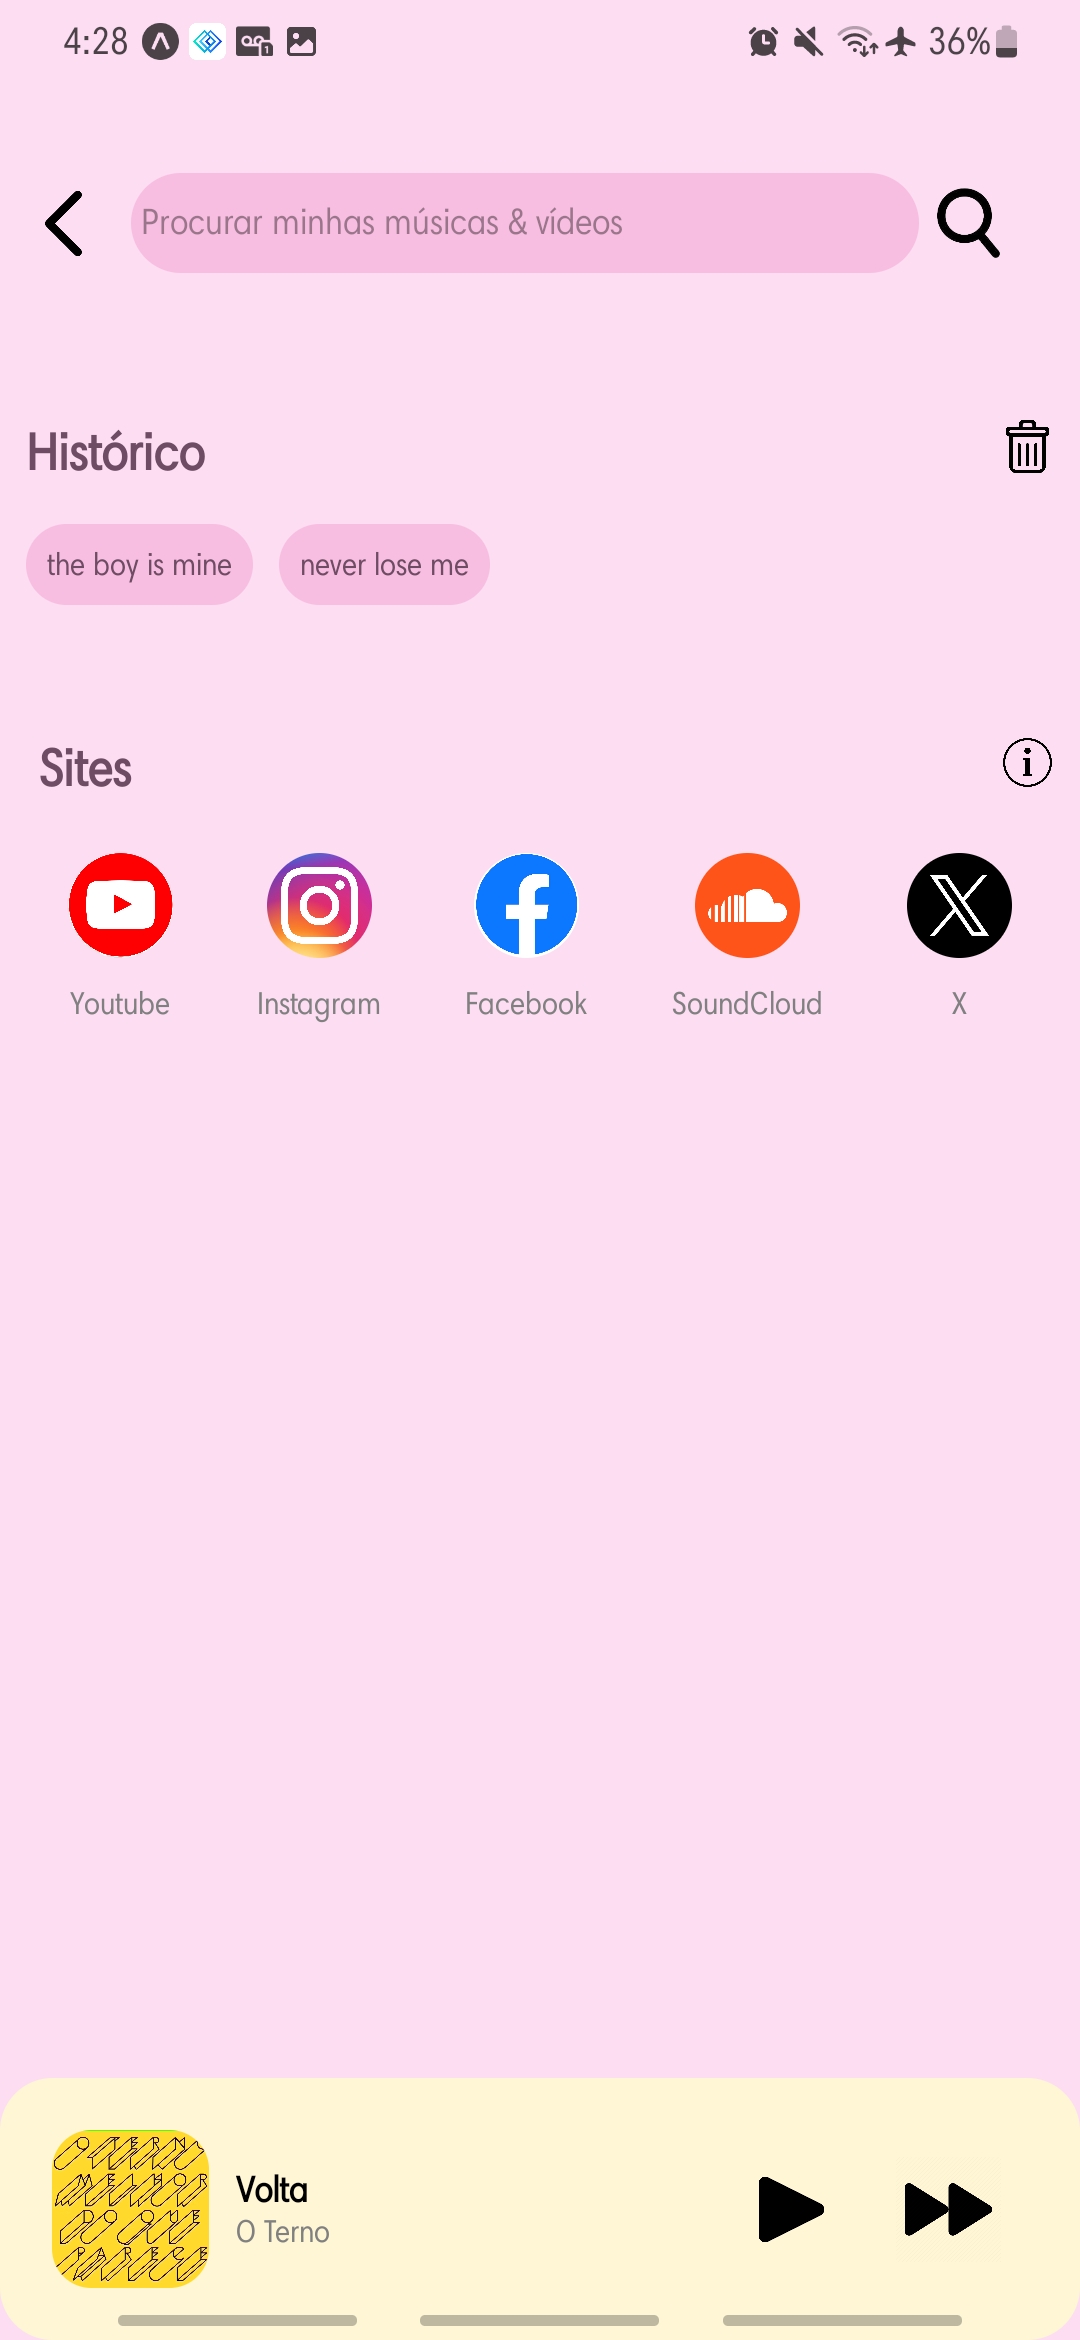 4:28 36%
Procurar minhas músicas & vídeos
Histórico
the boy is mine never lose me
Sites
Youtube Instagram Facebook SoundCloud X
O TERNO
MELHOR
DO QUE
PARECE
Volta
O Terno